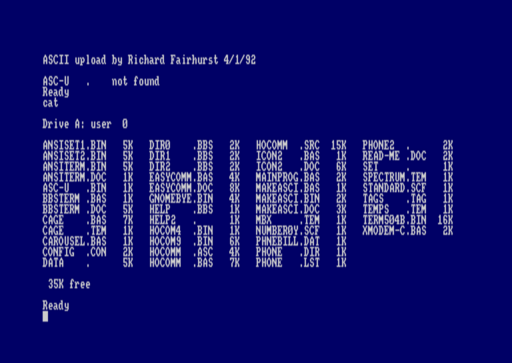 ASCII upload by Richard Fairhurst 4/1/92
ASC-U   .    not found
Ready
cat
Drive A: user  0
ANSISET1.BIN   5K  DIR0    .BBS   2K  HOCOMM  .SRC  15K  PHONE2  .      2K
ANSISET2.BIN   5K  DIR1    .BBS   2K  ICON2   .BAS   1K  READ-ME .DOC   2K
ANSITERM.BIN   5K  DIR2    .BBS   2K  ICON2   .DOC   6K  SET     .      1K
ANSITERM.DOC   1K  EASYCOMM.BAS   4K  MAINPROG.BAS   2K  SPECTRUM.TEM   1K
ASC-U   .BIN   1K  EASYCOMM.DOC   8K  MAKEASCI.BAS   1K  STANDARD.SCF   1K
BBSTERM .BAS   1K  GNOMEBYE.BIN   4K  MAKEASCI.BIN   2K  TAGS    .TAG   1K
BBSTERM .DOC   5K  HELP    .BBS   1K  MAKEASCI.DOC   3K  TEMPS   .TEM   1K
CAGE    .BAS   7K  HELP2   .      1K  MBX     .TEM   1K  TERM504B.BIN  16K
CAGE    .TEM   1K  HOCOM4  .BIN   1K  NUMBER0Y.SCF   1K  XMODEM-C.BAS   2K
CAROUSEL.BAS   1K  HOCOM9  .BIN   6K  PHNEBILL.DAT   1K
CONFIG  .CON   2K  HOCOMM  .ASC   4K  PHONE   .DIR   1K
DATA    .      5K  HOCOMM  .BAS   7K  PHONE   .LST   1K
35K free
Ready